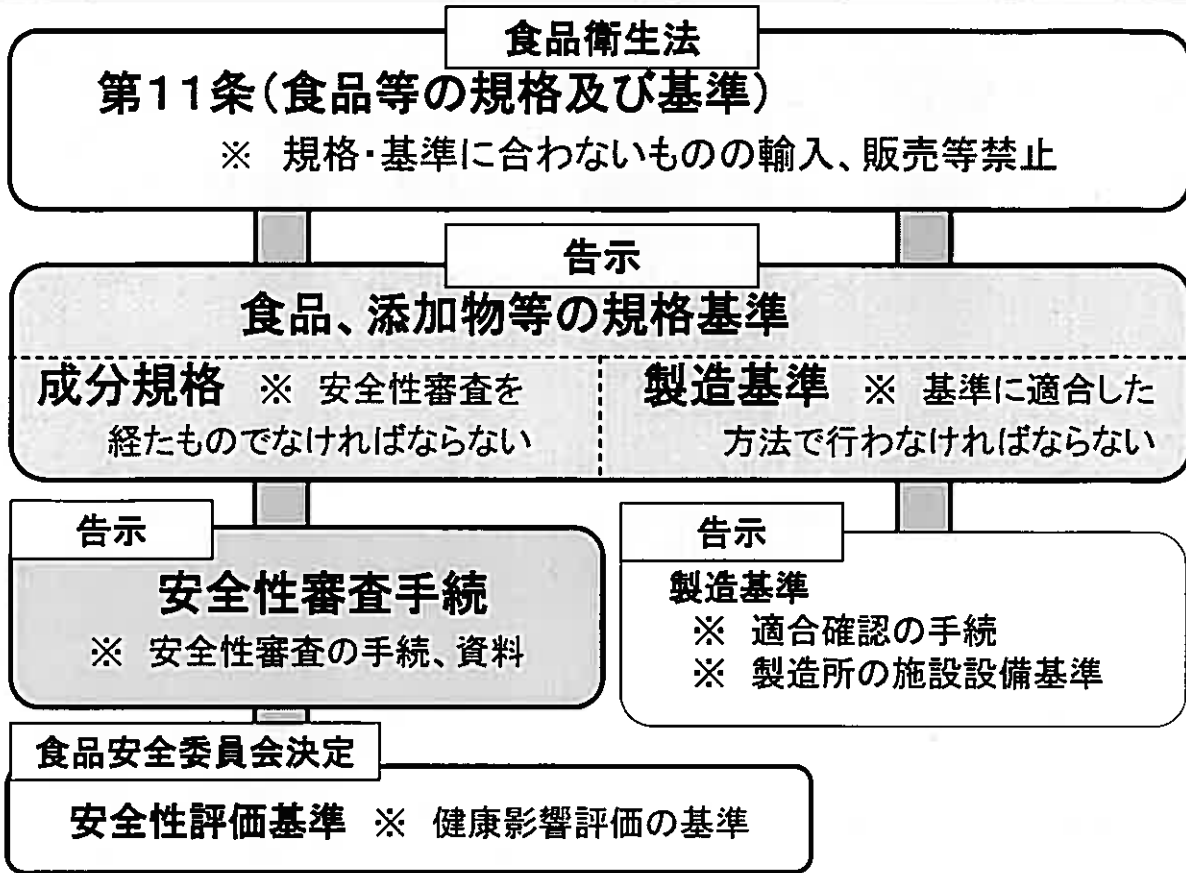 食品衛生法
第11条(食品等の規格及び基準)
※ 規格・基準に合わないものの輸入、販売等禁止
告示
食品、添加物等の規格基準
成分規格 ※ 安全性審査を
経たものでなければならない
製造基準 ※ 基準に適合した
方法で行わなければならない
告示
安全性審査手続
※ 安全性審査の手続、資料
告示
製造基準
※ 適合確認の手続
※ 製造所の施設設備基準
食品安全委員会決定
安全性評価基準 ※ 健康影響評価の基準